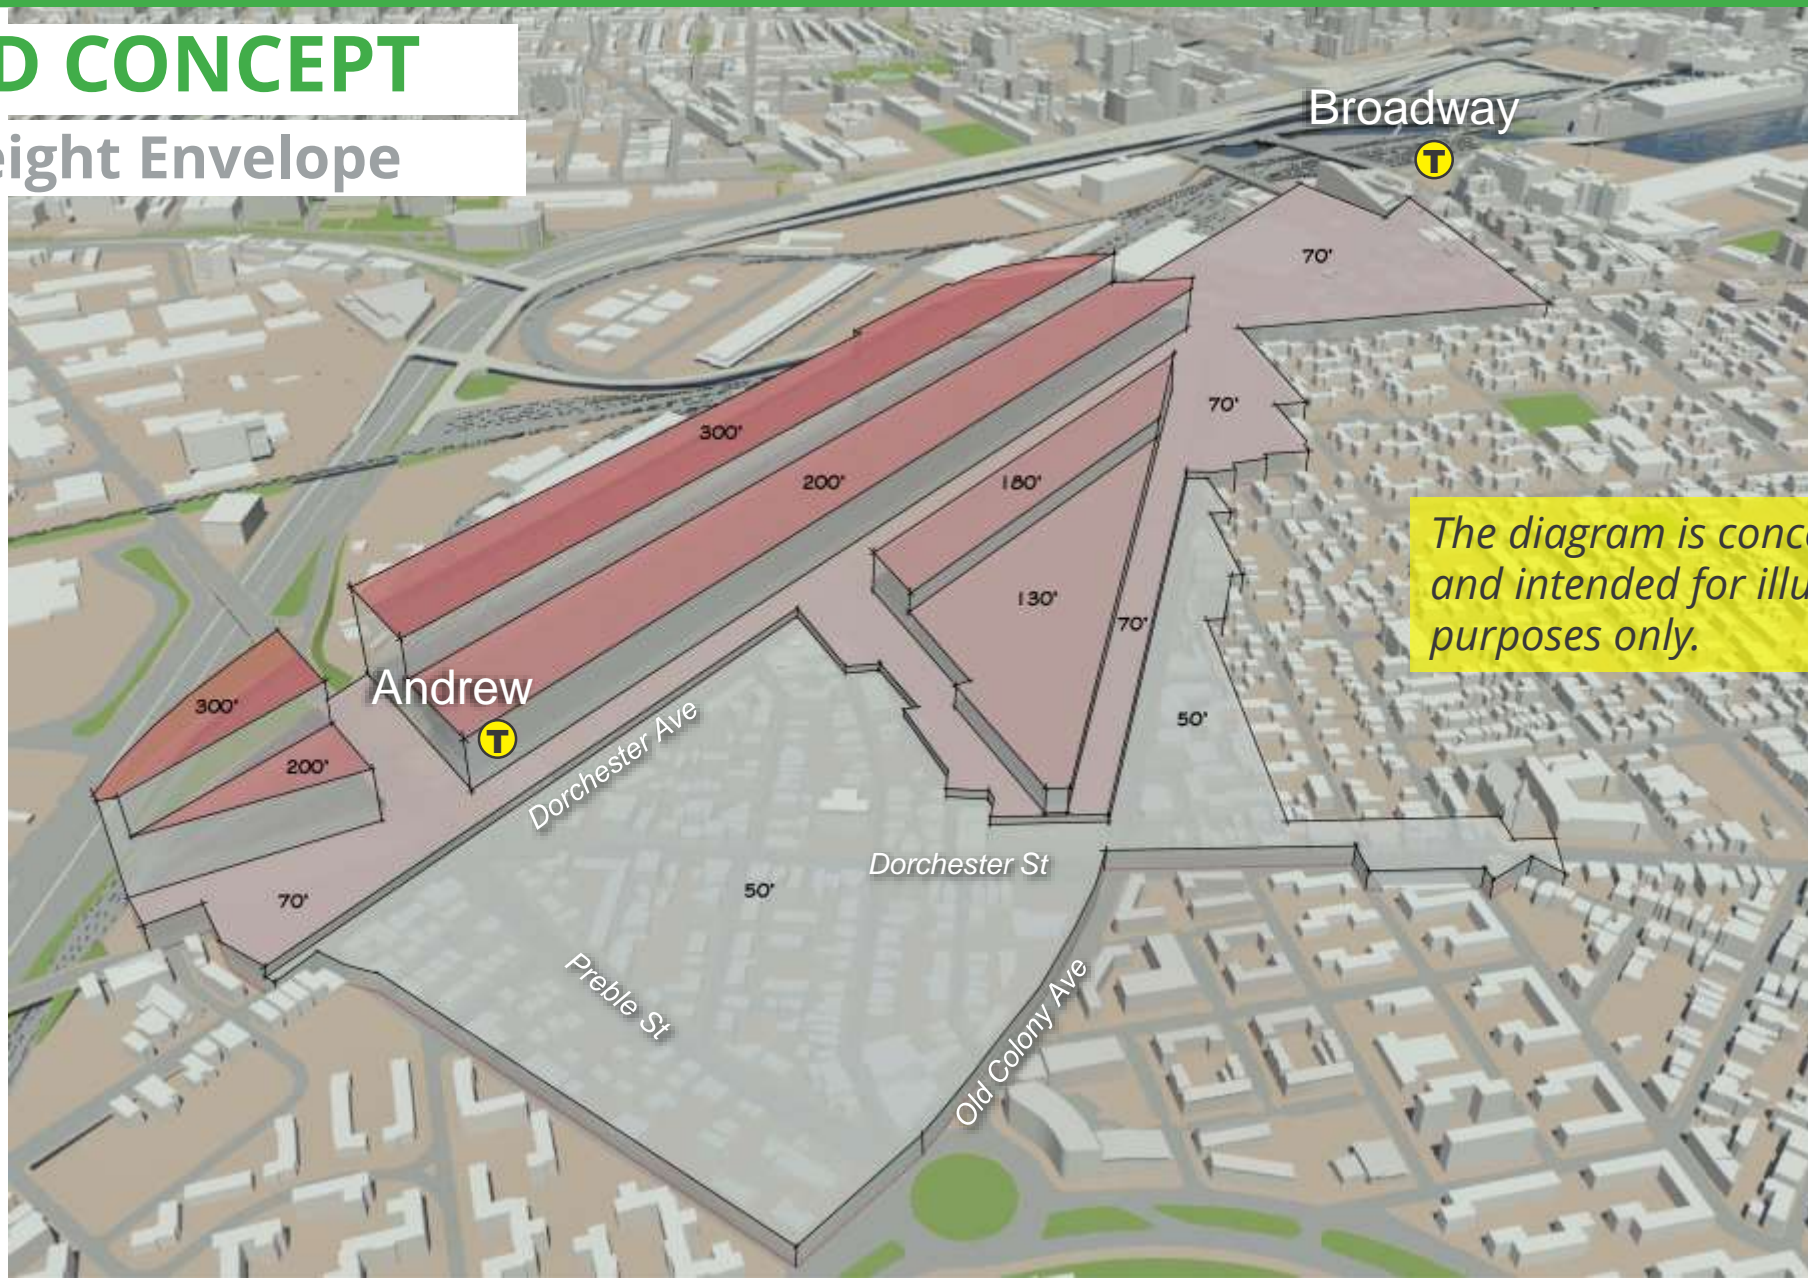 D CONCEPT
eight Envelope
Broadway
T
70'
70'
300'
200'
180'
The diagram is conce
and intended for illu
purposes only.
130'
70'
Andrew
T
300'
200'
Dorchester Ave
50'
Dorchester St
50'
70'
Preble St
Old Colony Ave